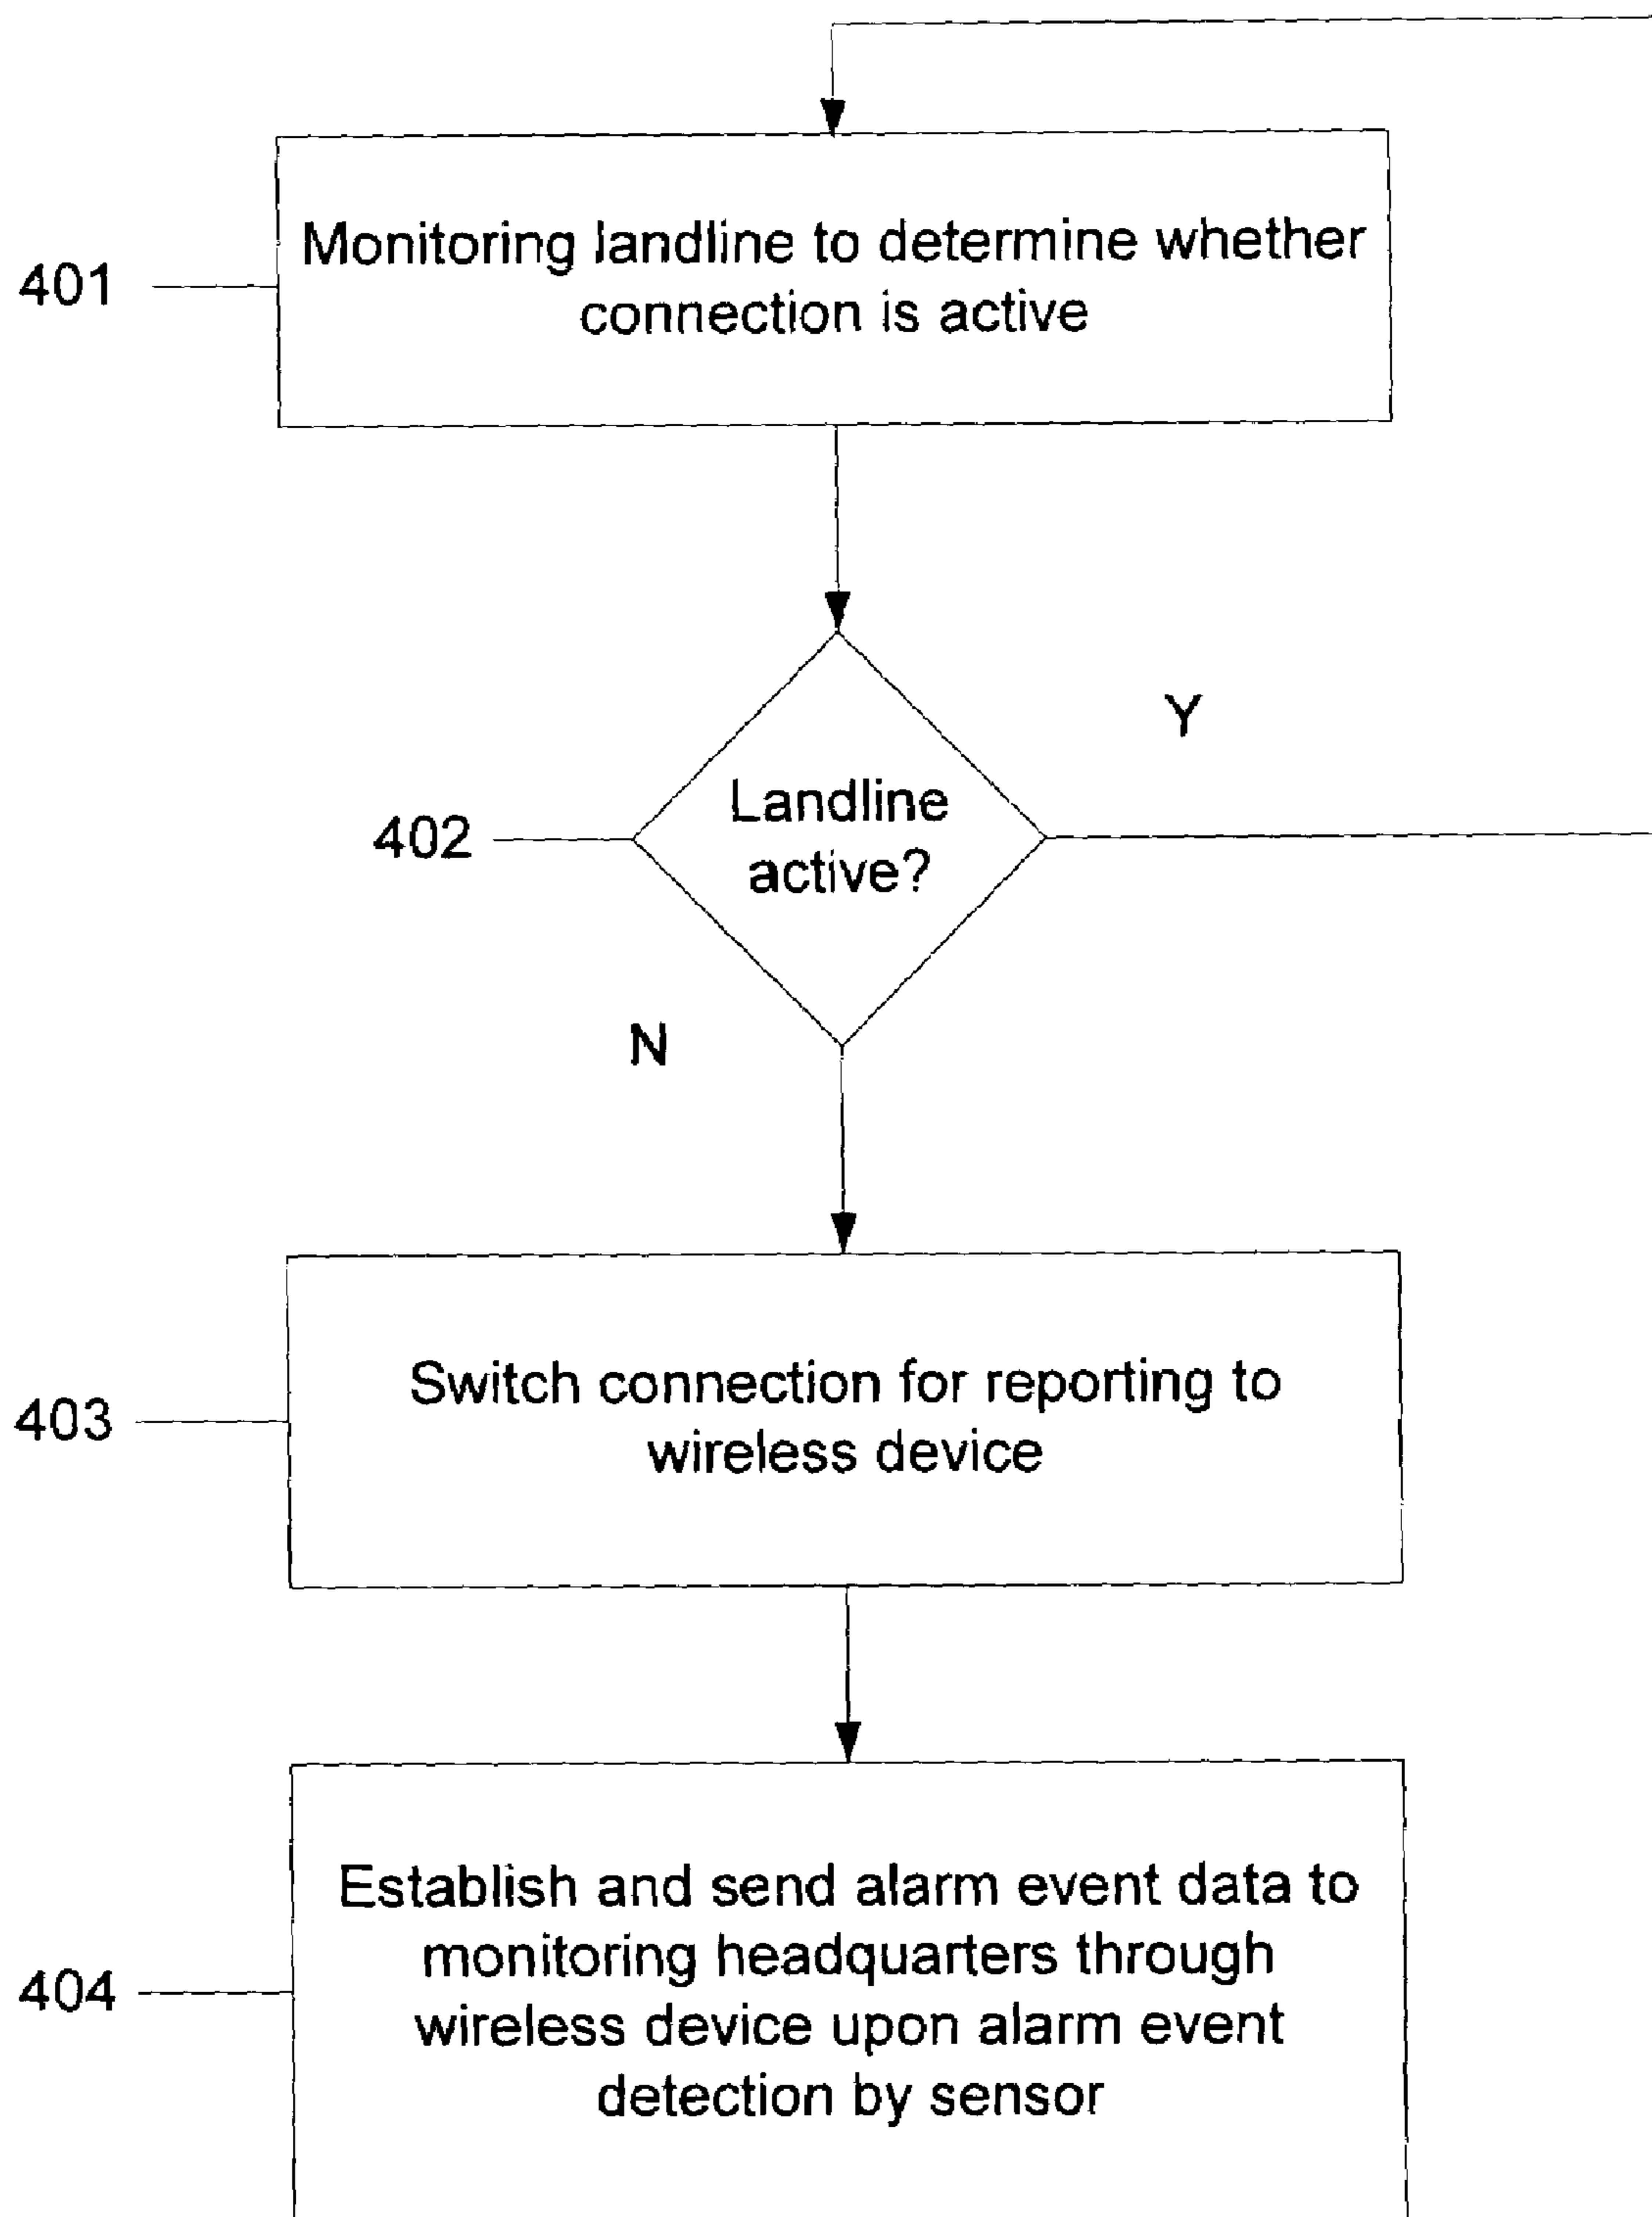 401
Monitoring landline to determine whether
connection is active
402
Landline
active?
Y
N
403
Switch connection for reporting to
wireless device
404
Establish and send alarm event data to
monitoring headquarters through
wireless device upon alarm event
detection by sensor